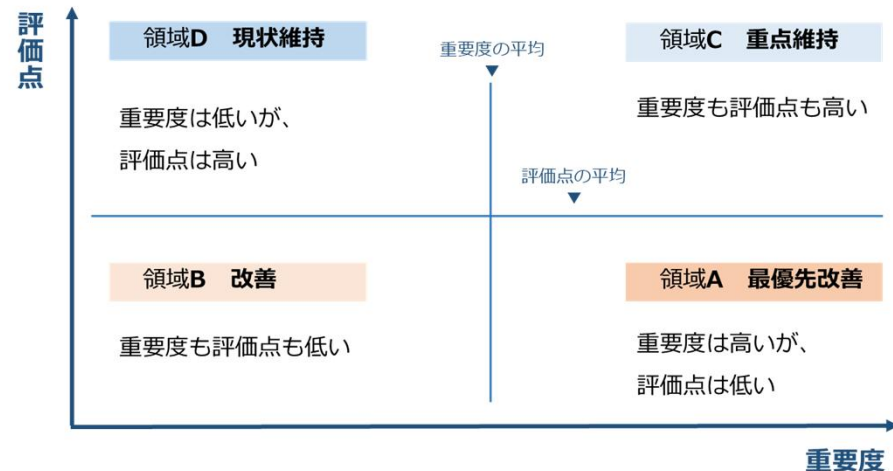 評価点
領域D 現状維持
重要度は低いが、
評価点は高い
重要度の平均
▼
領域C 重点維持
重要度も評価点も高い
評価点の平均
▼
領域B 改善
重要度も評価点も低い
領域A 最優先改善
重要度は高いが、
評価点は低い
重要度